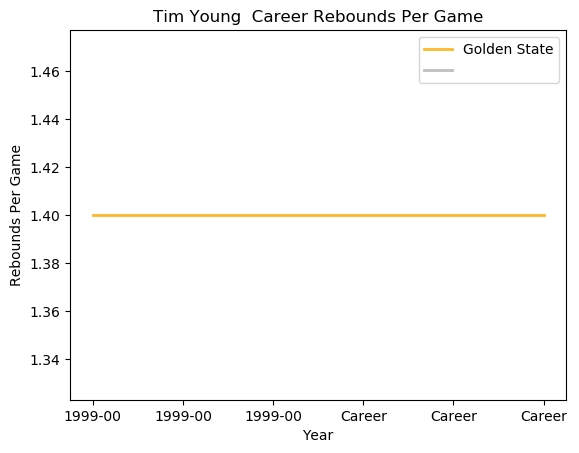 Tim Young  Career Rebounds Per Game
Golden State
1.46
1.44
1.42
1.40
1.38
1.36
1.34
Rebounds Per Game
1999-00 1999-00 1999-00 Career Career Career
Year